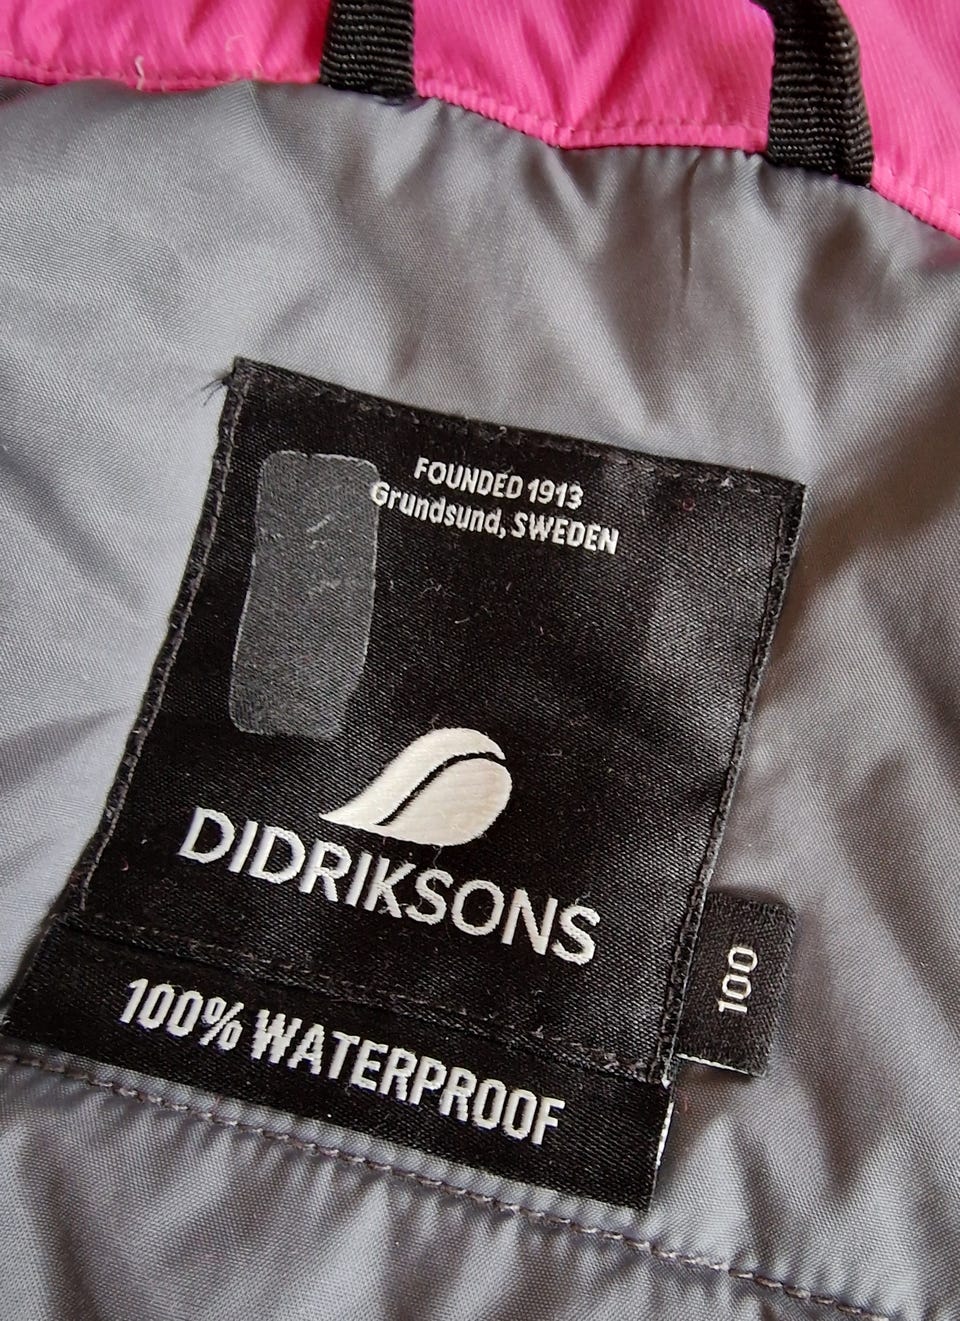 FOUNDED 1913
Grundsund, SWEDEN
DIDRIKSONS
100% WATERPROOF
100